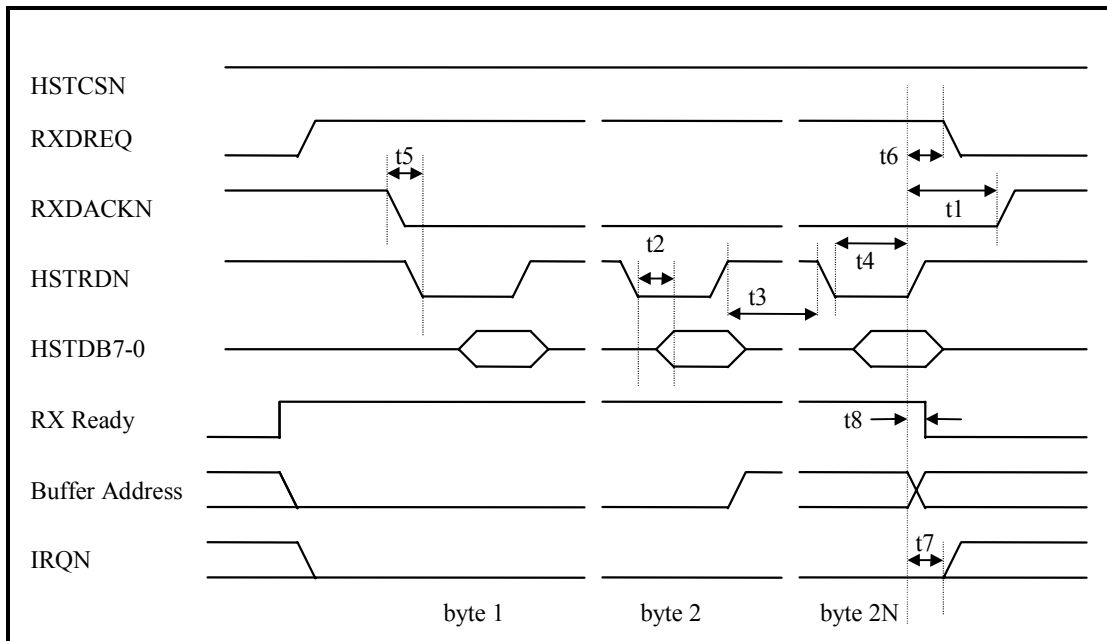 HSTCSN
RXDREQ
t6
t5
RXDACKN
t1
t2
t4
HSTRDN
t3
HSTDB7-0
RX Ready
t8
Buffer Address
t7
IRQN
byte 1
byte 2
byte 2N